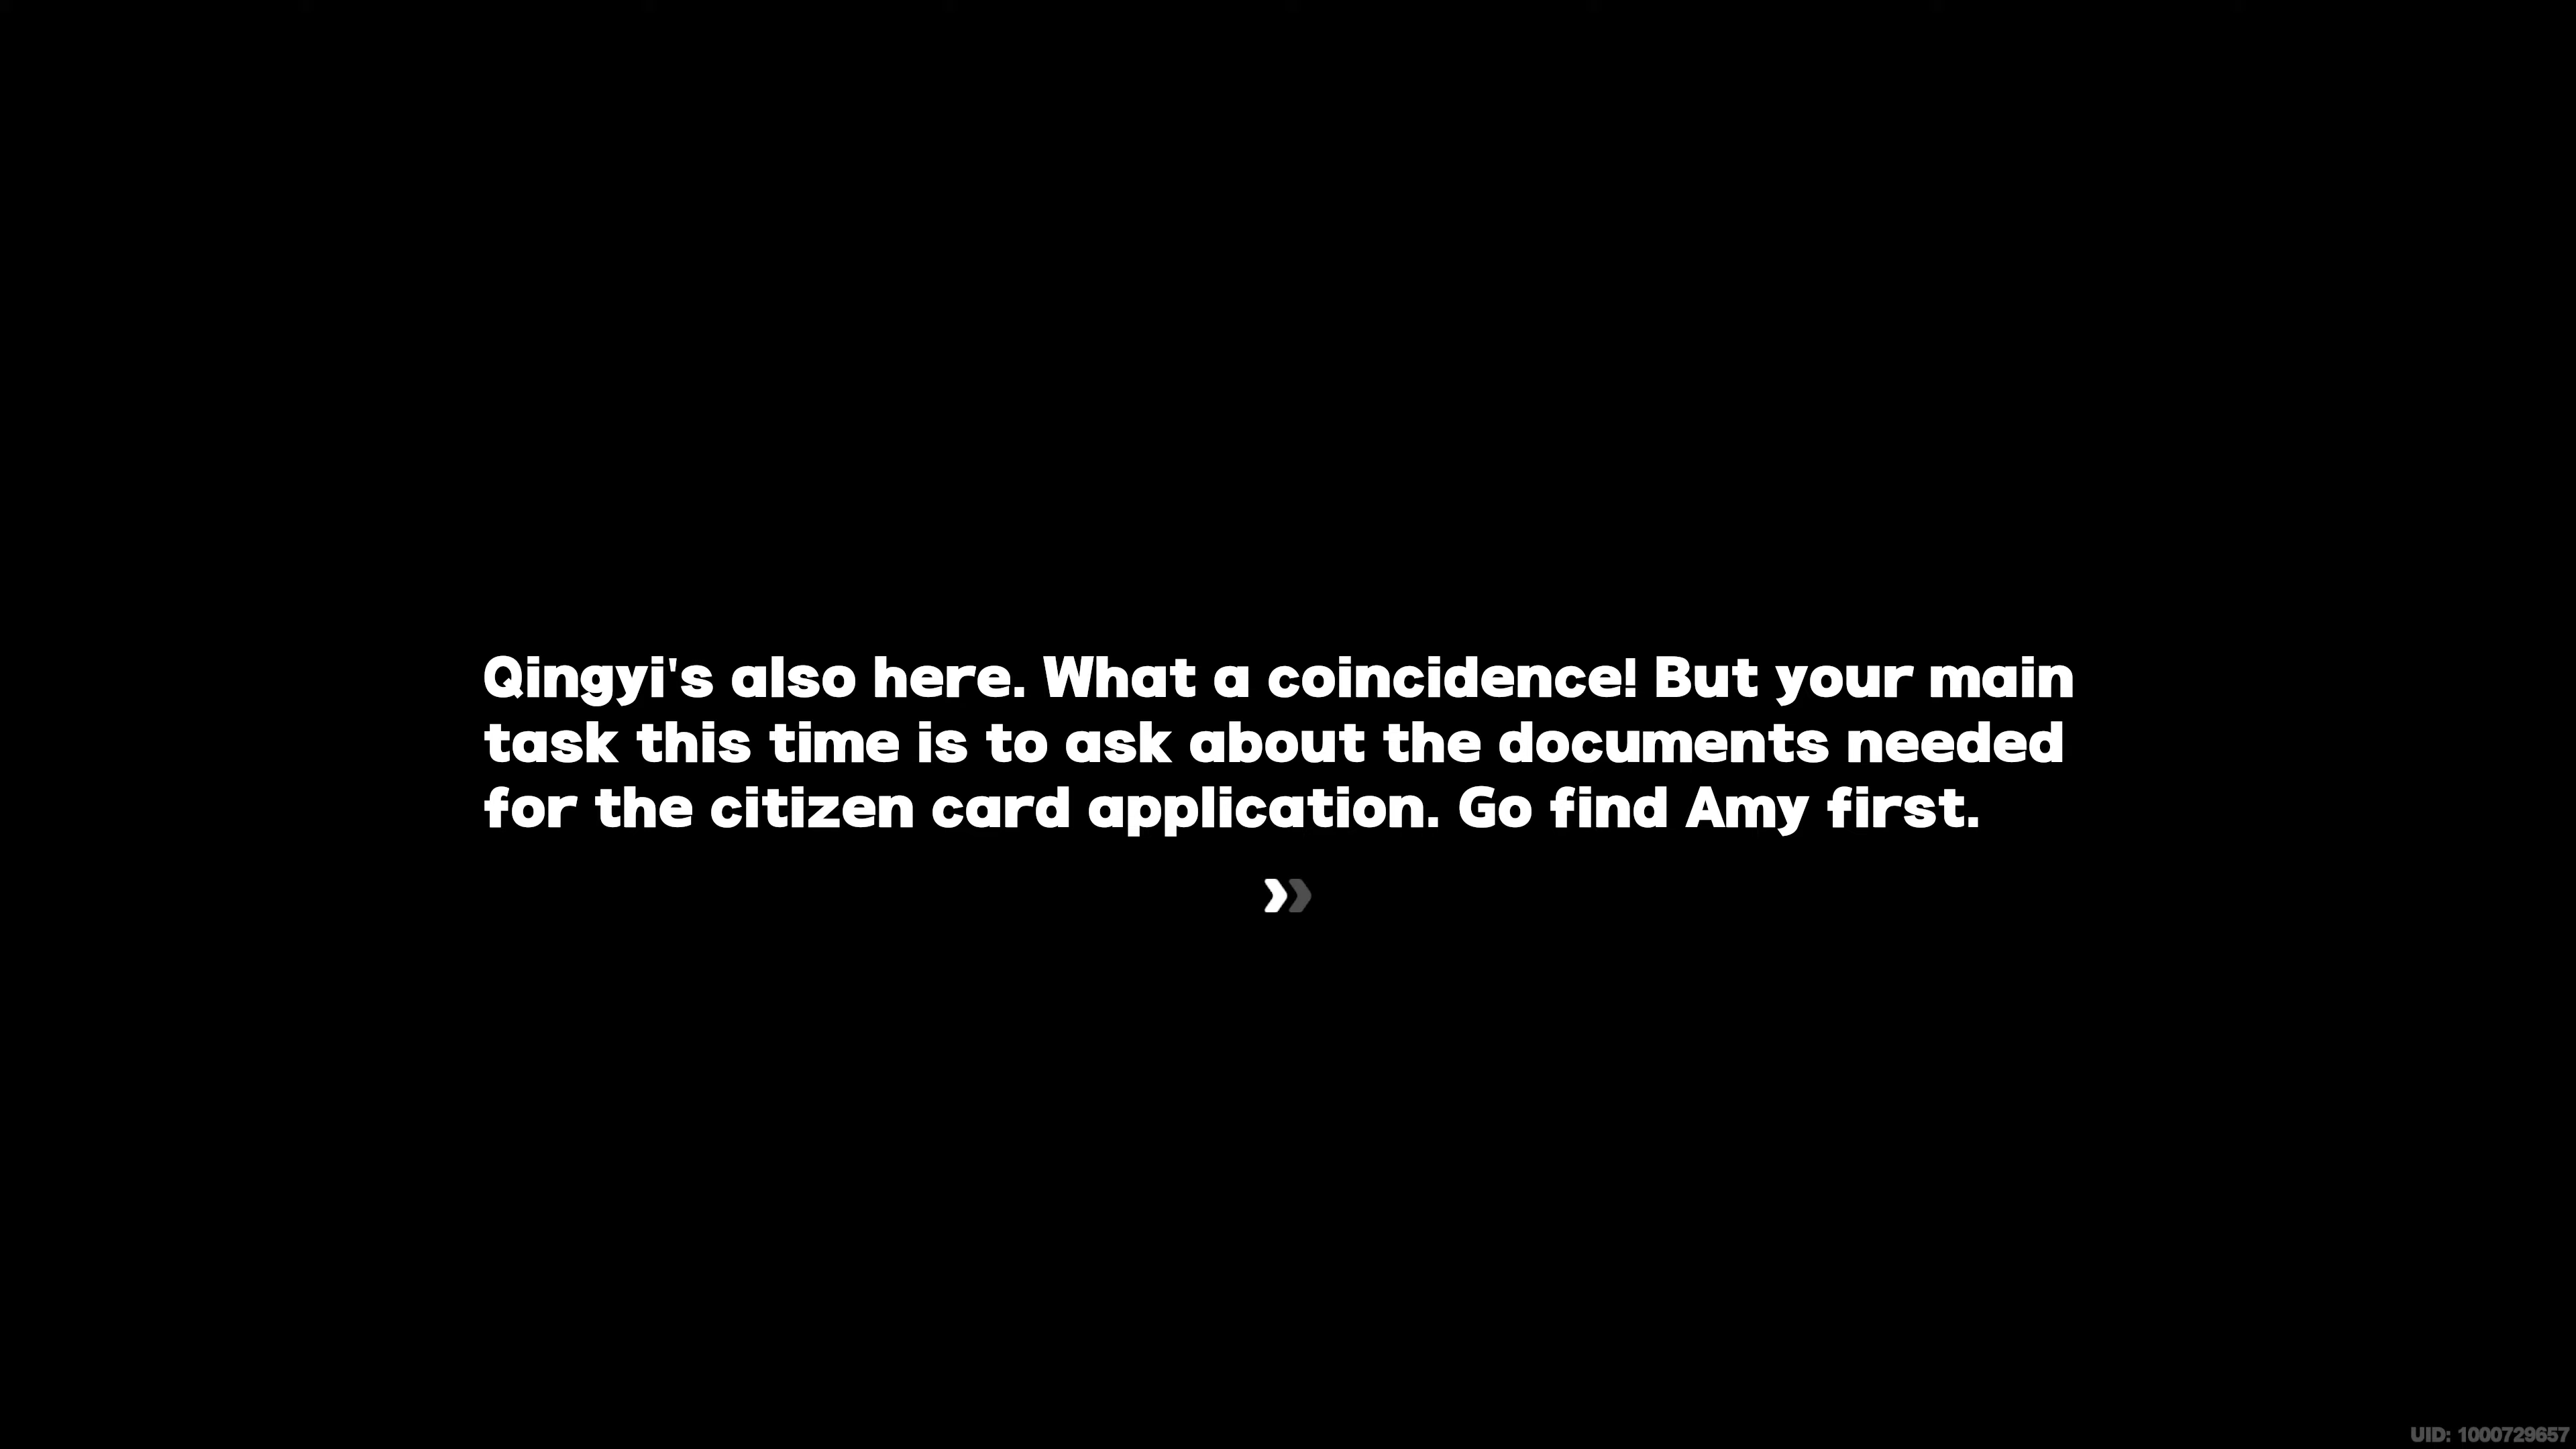 Qingyi's also here. What a coincidence! But your main
task this time is to ask about the documents needed
for the citizen card application. Go find Amy first.
UID: 1000729657